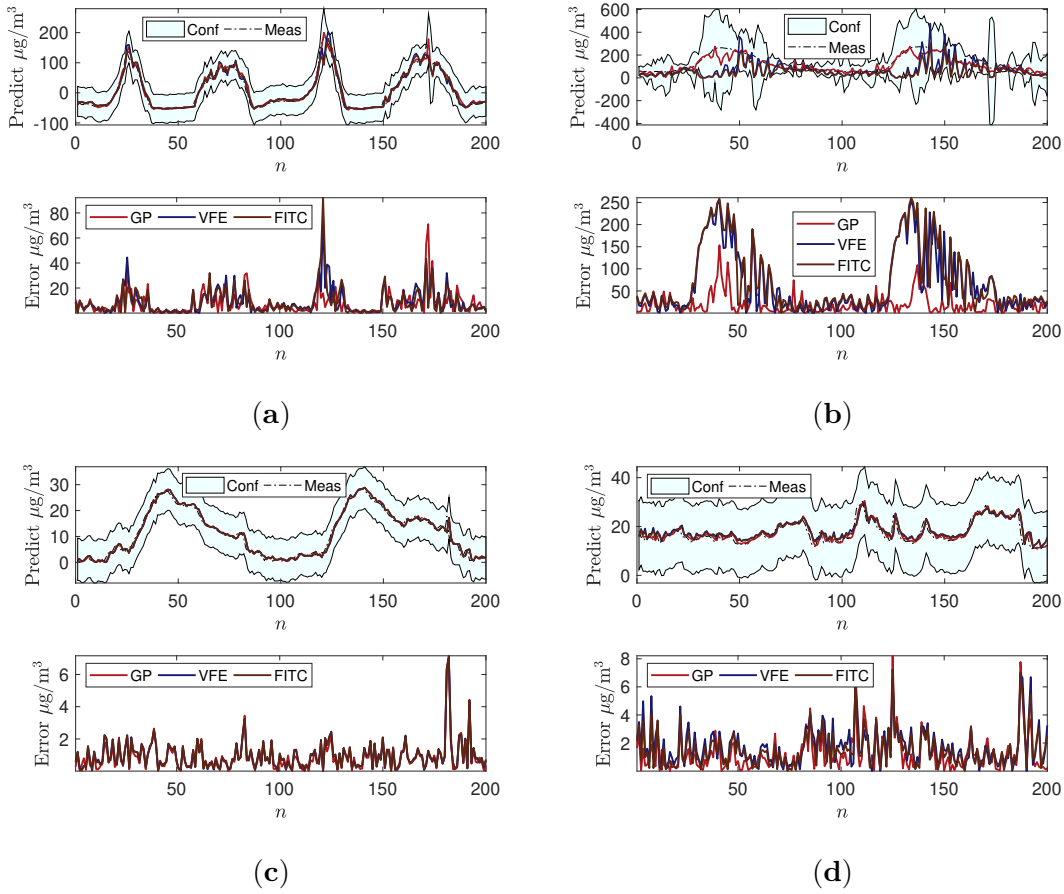 Predict µg/m³
200
100
0
-100
Conf Meas
0 50 100 150 200
n
Error µg/m³
80
60
40
20
GP VFE FITC
0 50 100 150 200
n
(a)
Predict µg/m³
600
400
200
0
-200
-400
Conf
Meas
0 50 100 150 200
n
Error µg/m³
250
200
150
100
50
GP
VFE
FITC
0 50 100 150 200
n
(b)
Predict µg/m³
30
20
10
0
Conf Meas
0 50 100 150 200
n
Error µg/m³
6
4
2
GP VFE FITC
0 50 100 150 200
n
(c)
Predict µg/m³
40
20
0
Conf Meas
0 50 100 150 200
n
Error µg/m³
8
6
4
2
GP VFE FITC
0 50 100 150 200
n
(d)